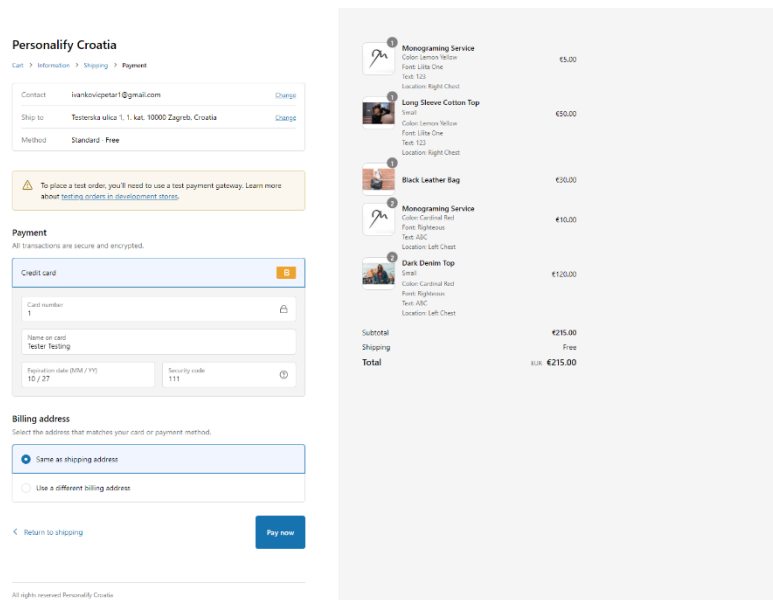 Personalify Croatia
Cart > Information > Shipping > Payment
Contact ivankovicpetar1@gmail.com Change
Ship to Testerska ulica 1, 1. kat, 10000 Zagreb, Croatia Change
Method Standard · Free
To place a test order, you'll need to use a test payment gateway. Learn more
about testing orders in development stores.
Payment
All transactions are secure and encrypted.
Credit card B
Card number
1
Name on card
Tester Testing
Expiration date (MM / YY)
10 / 27
Security code
111
Billing address
Select the address that matches your card or payment method.
Same as shipping address
Use a different billing address
Return to shipping
Pay now
All rights reserved Personalify Croatia
1
Monograming Service
Color: Lemon Yellow
Font: Lilita One
Text: 123
Location: Right Chest
€5.00
1
Long Sleeve Cotton Top
Small
Color: Lemon Yellow
Font: Lilita One
Text: 123
Location: Right Chest
€50.00
1
Black Leather Bag
€30.00
2
Monograming Service
Color: Cardinal Red
Font: Righteous
Text: ABC
Location: Left Chest
€10.00
2
Dark Denim Top
Small
Color: Cardinal Red
Font: Righteous
Text: ABC
Location: Left Chest
€120.00
Subtotal €215.00
Shipping Free
Total EUR €215.00